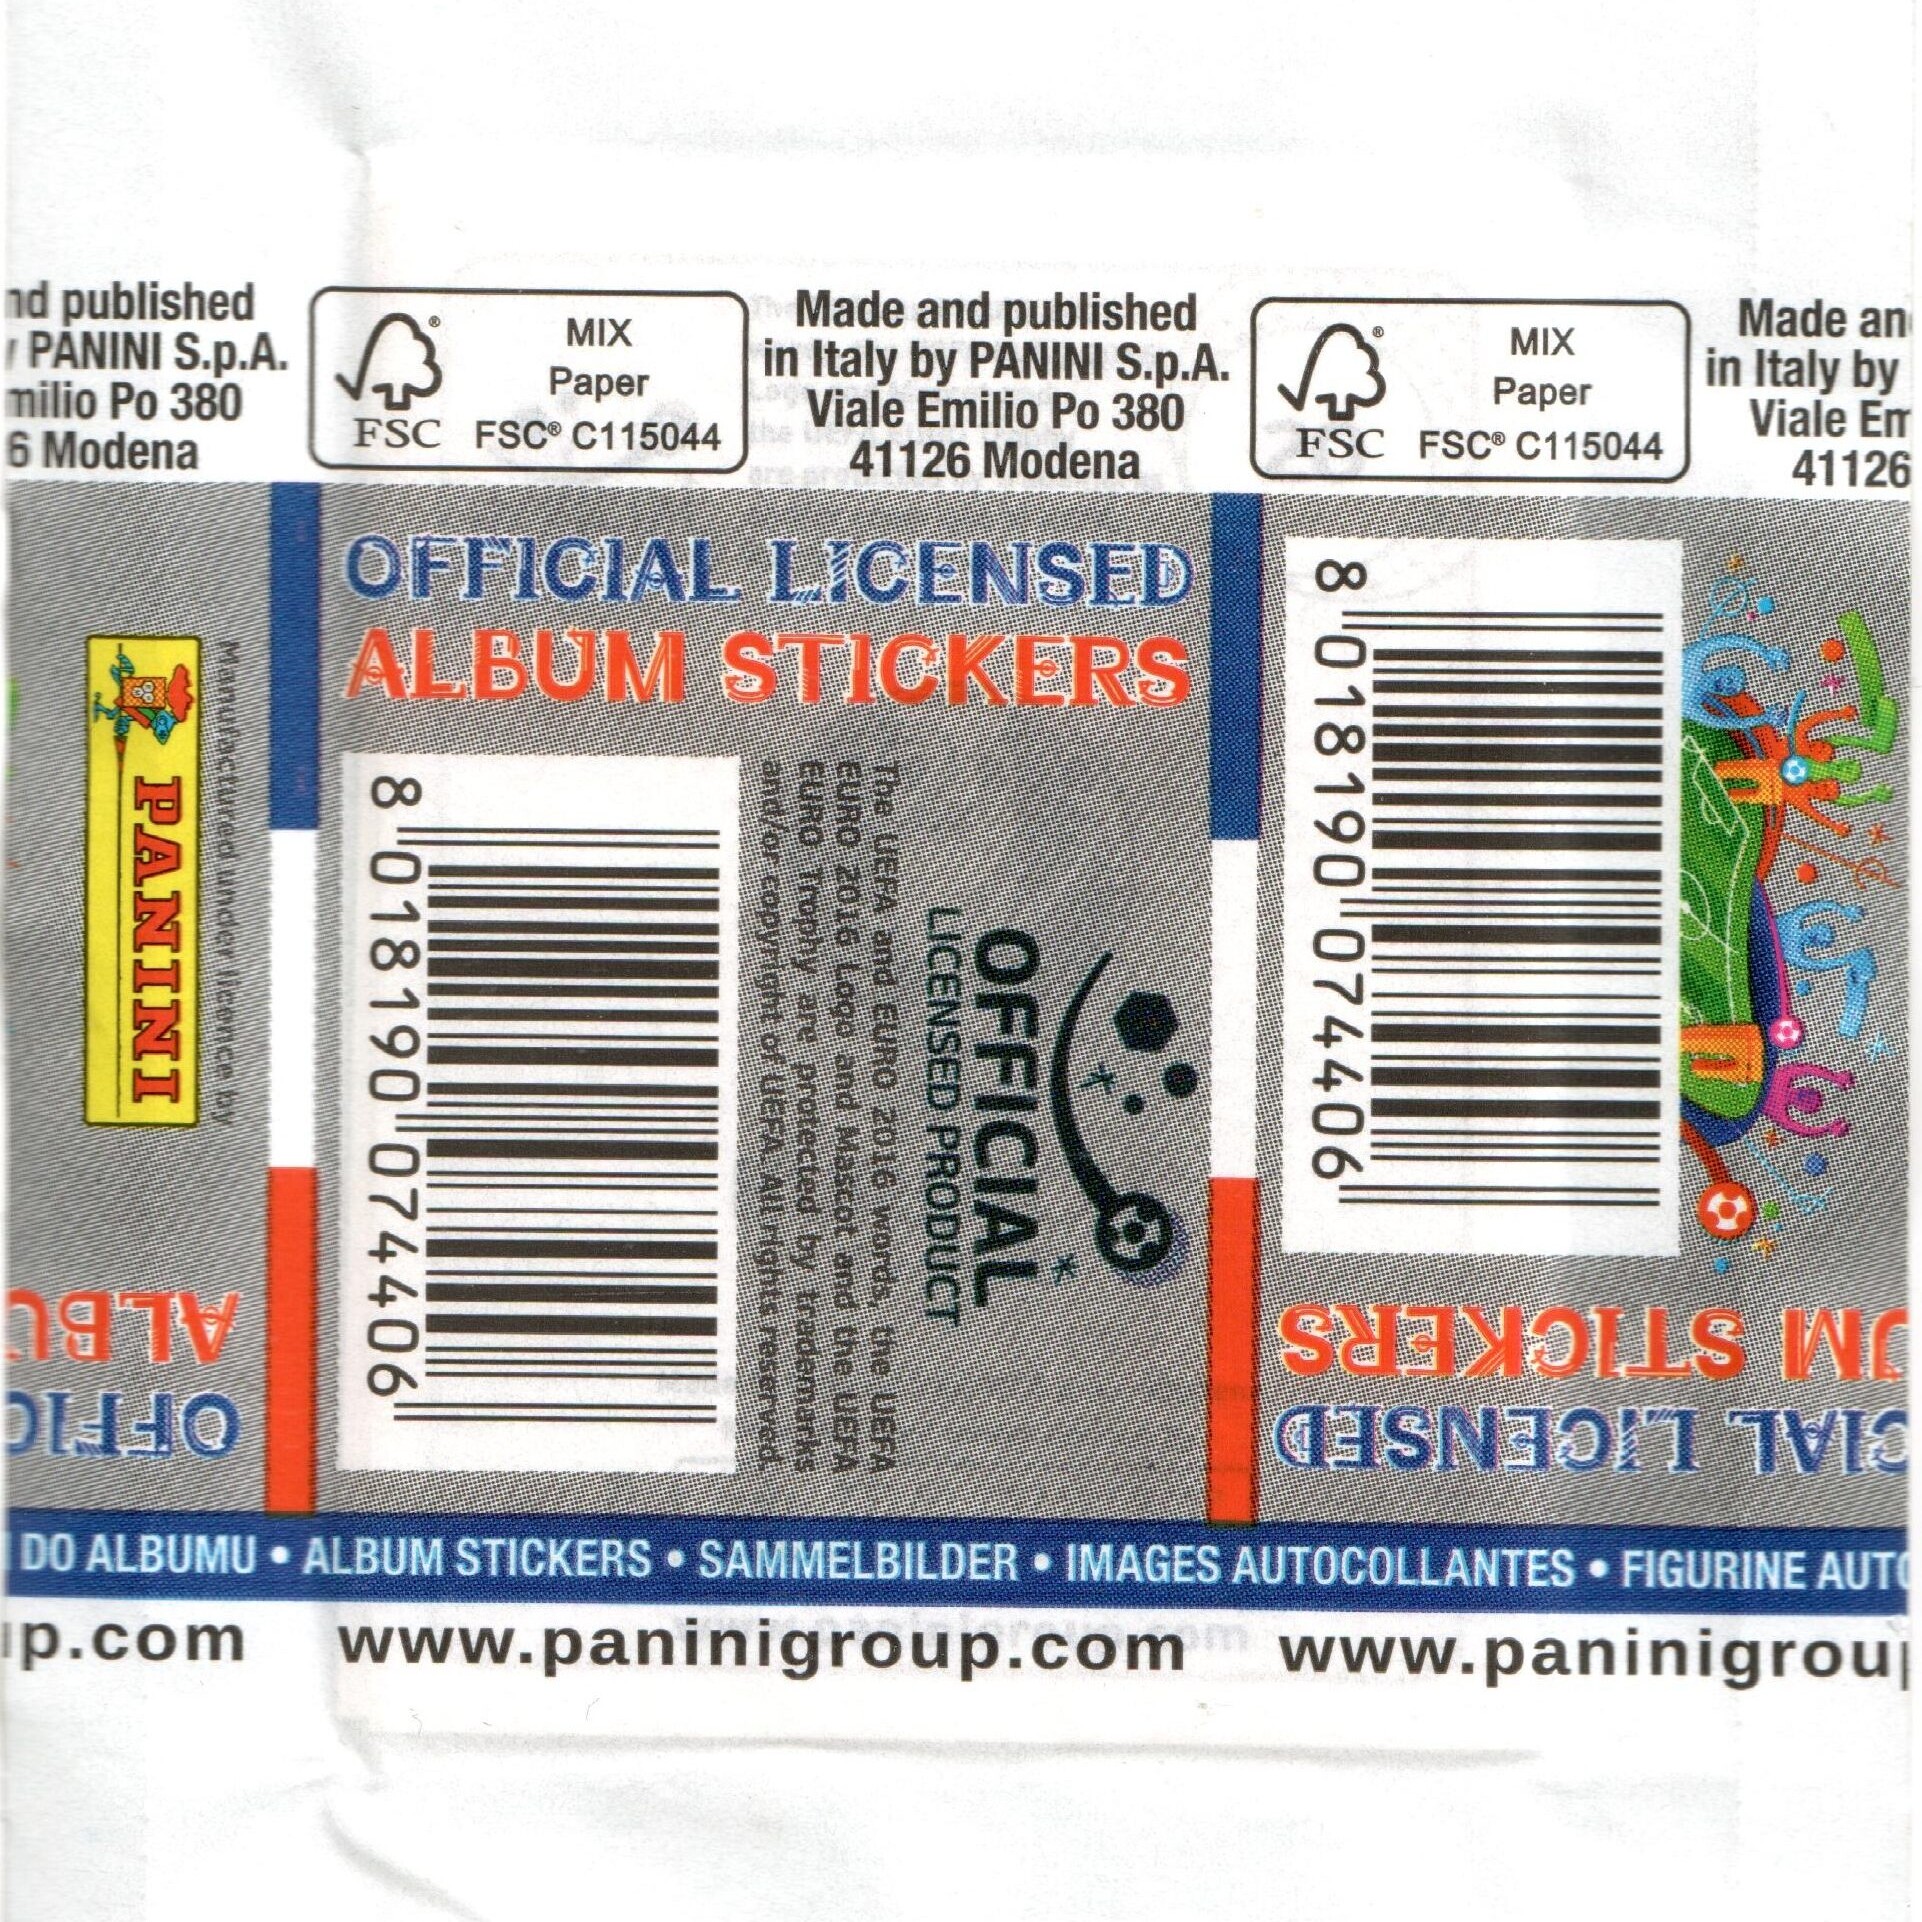 nd published
PANINI S.p.A.
milio Po 380
6 Modena
FSC®
MIX
Paper
FSC® C115044
Made and published
in Italy by PANINI S.p.A.
Viale Emilio Po 380
41126 Modena
FSC®
MIX
Paper
FSC® C115044
Made an
in Italy by
Viale Em
41126
Manufactured under licence by
PANINI
ALBU
OFFIC
OFFICIAL LICENSED
ALBUM STICKERS
8 018190 074406
The UEFA and EURO 2016 words, the UEFA
EURO 2016 Logo and Mascot and the UEFA
EURO Trophy are protected by trademarks
and/or copyright of UEFA. All rights reserved.
OFFICIAL
LICENSED PRODUCT
8 018190 074406
UM STICKERS
CIAL LICENSED
DO ALBUMU • ALBUM STICKERS • SAMMELBILDER • IMAGES AUTOCOLLANTES • FIGURINE AUTO
p.com
www.paninigroup.com
www.paninigroup